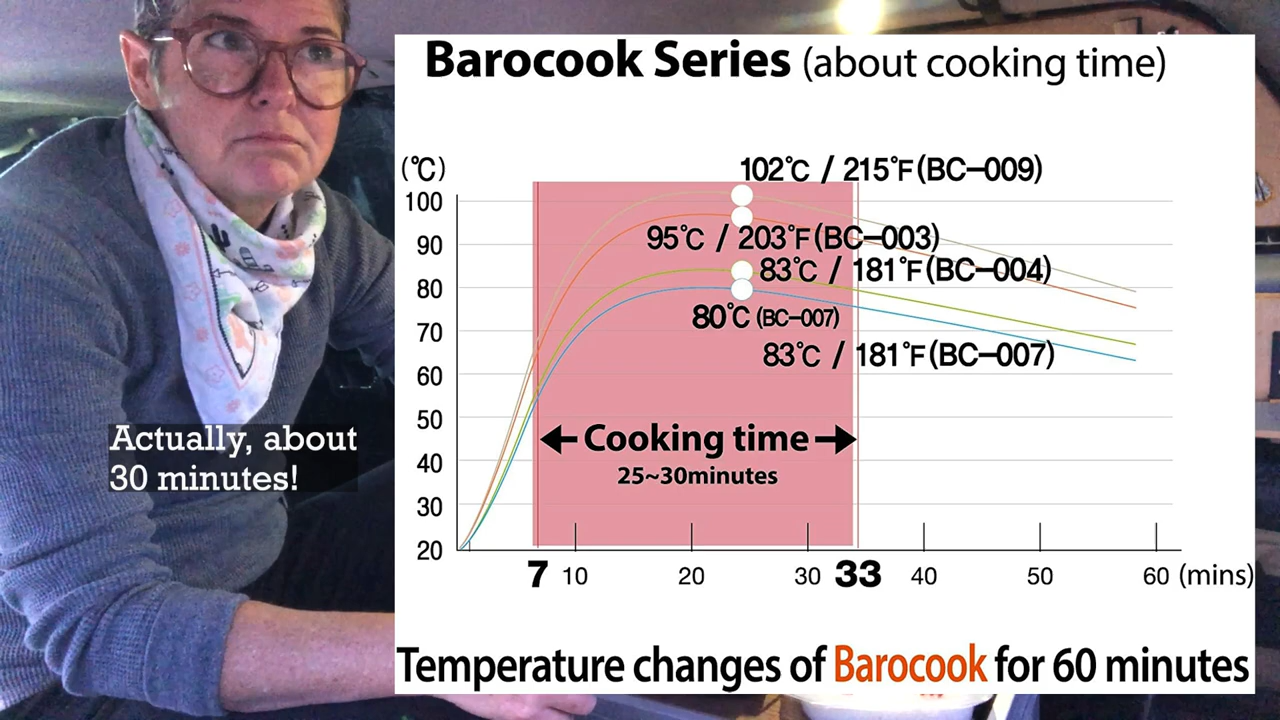 Barocook Series (about cooking time)
(℃)
102℃ / 215°F(BC-009)
100
95℃ / 203°F(BC-003)
90
83℃ / 181°F(BC-004)
80
80℃ (BC-007)
70
83℃ / 181°F(BC-007)
60
50
Actually, about
30 minutes!
Cooking time
25~30minutes
40
30
20
7 10 20 30 33 40 50 60 (mins)
Temperature changes of Barocook for 60 minutes